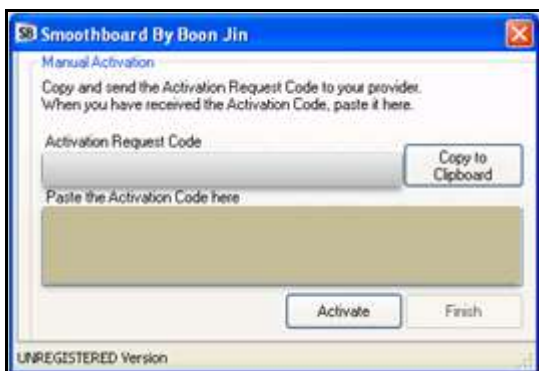 SB Smoothboard By Boon Jin
Manual Activation
Copy and send the Activation Request Code to your provider.
When you have received the Activation Code, paste it here.
Activation Request Code
Copy to
Clipboard
Paste the Activation Code here
Activate Finish
UNREGISTERED Version